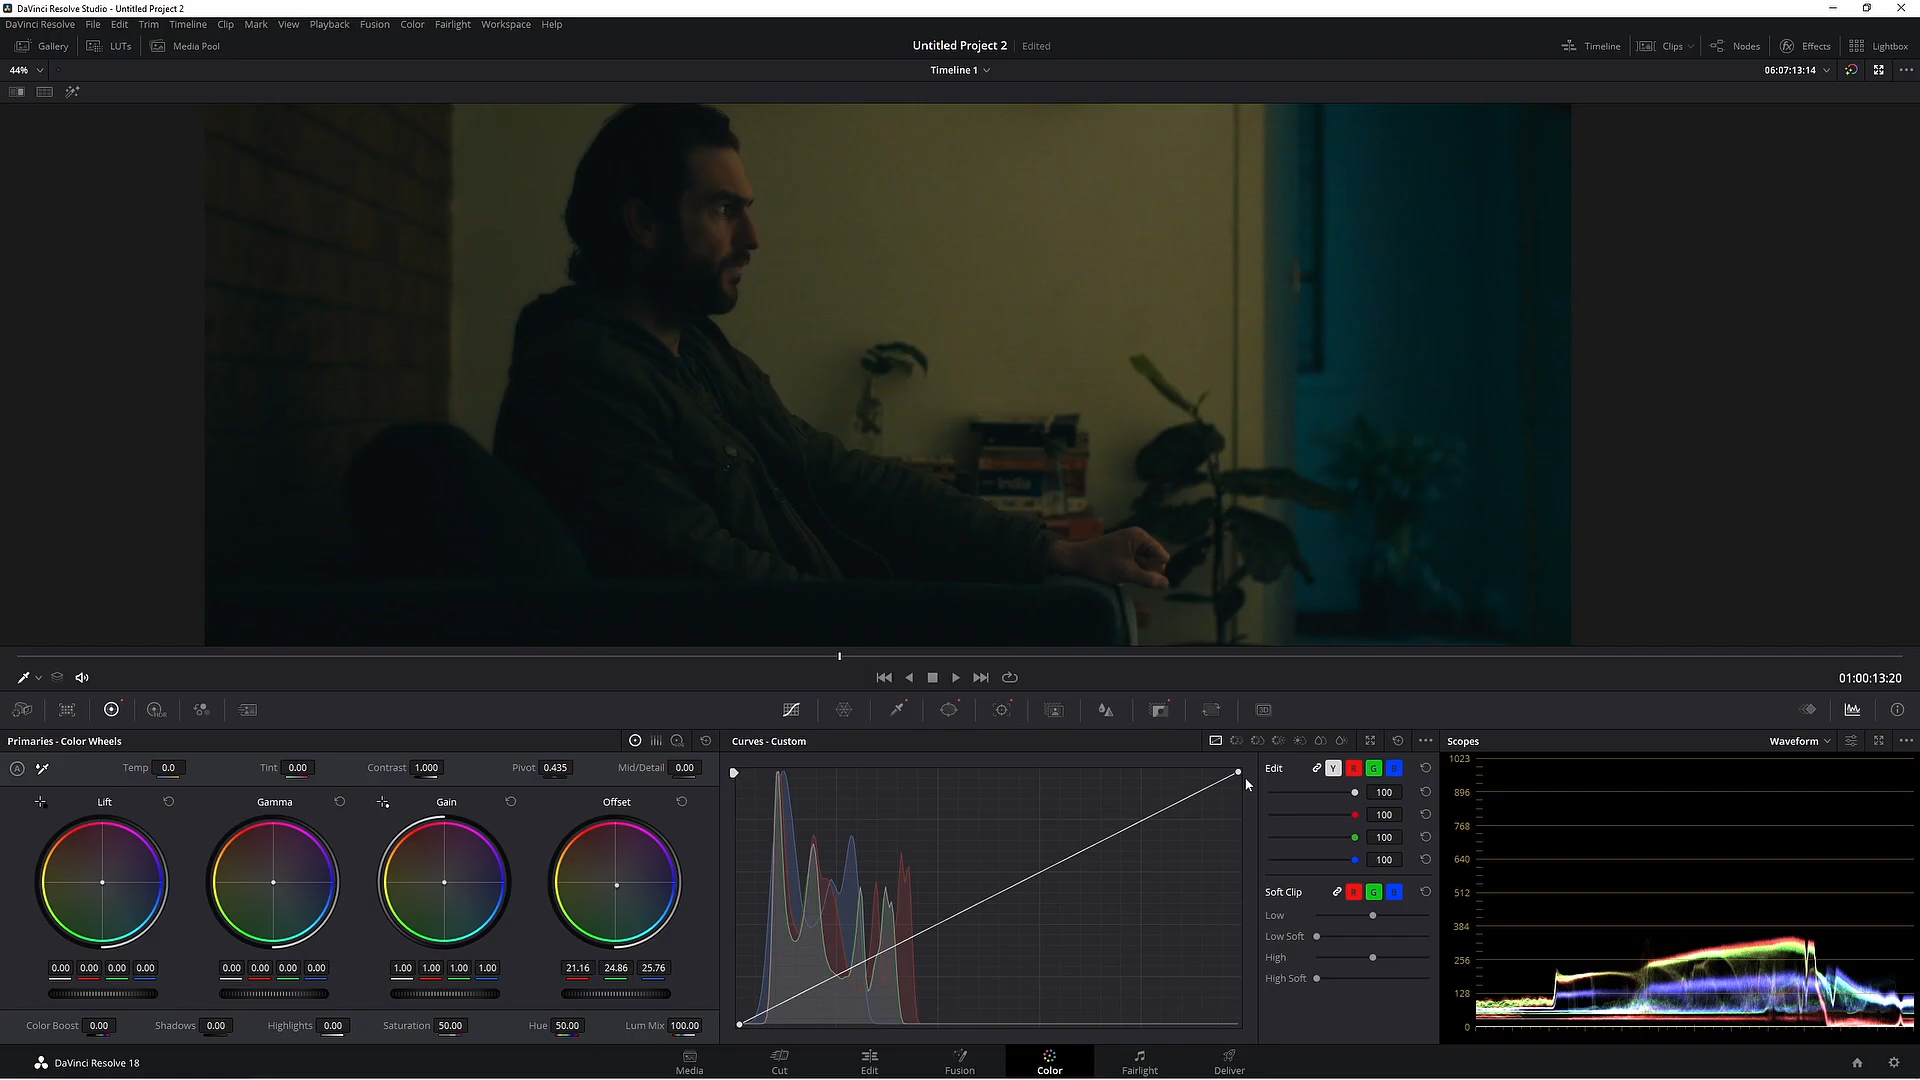 DaVinci Resolve Studio - Untitled Project 2
DaVinci Resolve File Edit Trim Timeline Clip Mark View Playback Fusion Color Fairlight Workspace Help
Gallery LUTs Media Pool Untitled Project 2 Edited Timeline Clips Nodes Effects Lightbox
44% Timeline 1 06:07:13:14
indie
01:00:13:20
HDR 3D
Primaries - Color Wheels Curves - Custom Scopes Waveform
A Temp 0.0 Tint 0.00 Contrast 1.000 Pivot 0.435 Mid/Detail 0.00 Edit Y R G B
Lift Gamma Gain Offset
100
100
100
100
Soft Clip R G B
Low
Low Soft
High
High Soft
0.00 0.00 0.00 0.00 0.00 0.00 0.00 0.00 1.00 1.00 1.00 1.00 21.16 24.86 25.76
Color Boost 0.00 Shadows 0.00 Highlights 0.00 Saturation 50.00 Hue 50.00 Lum Mix 100.00
1023
896
768
640
512
384
256
128
0
DaVinci Resolve 18 Media Cut Edit Fusion Color Fairlight Deliver